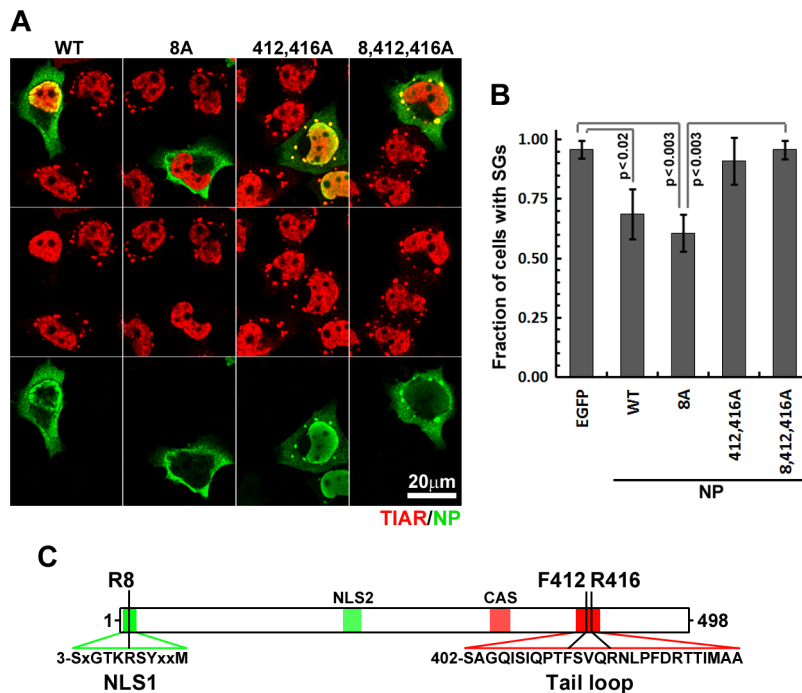 A
WT 8A 412,416A 8,412,416A
20μm
TIAR/NP
B
Fraction of cells with SGs
1.00
0.75
0.50
0.25
0.00
p<0.02
p<0.003
p<0.003
EGFP
WT
8A
412,416A
8,412,416A
NP
C
R8 F412 R416
NLS2 CAS
1 498
3-SxGTKRSYxxM 402-SAGQISIQPTFSVQRNLPFDRTTIMAA
NLS1 Tail loop